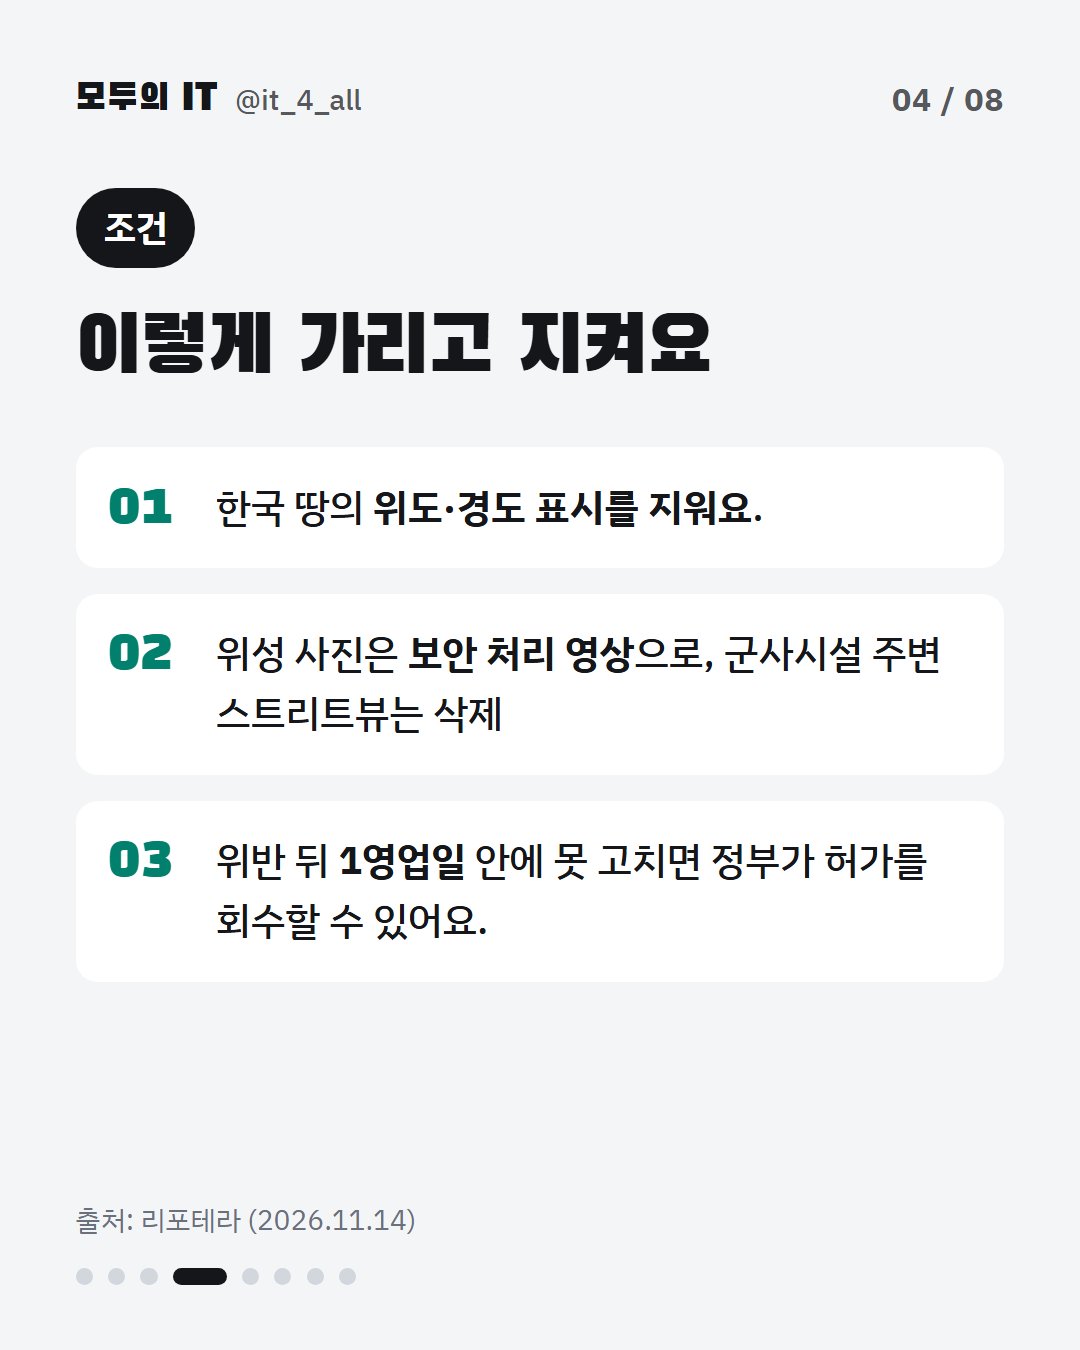 모두의 IT @it_4_all
04 / 08
조건
이렇게 가리고 지켜요
01 한국 땅의 위도·경도 표시를 지워요.
02 위성 사진은 보안 처리 영상으로, 군사시설 주변
스트리트뷰는 삭제
03 위반 뒤 1영업일 안에 못 고치면 정부가 허가를
회수할 수 있어요.
출처: 리포테라 (2026.11.14)